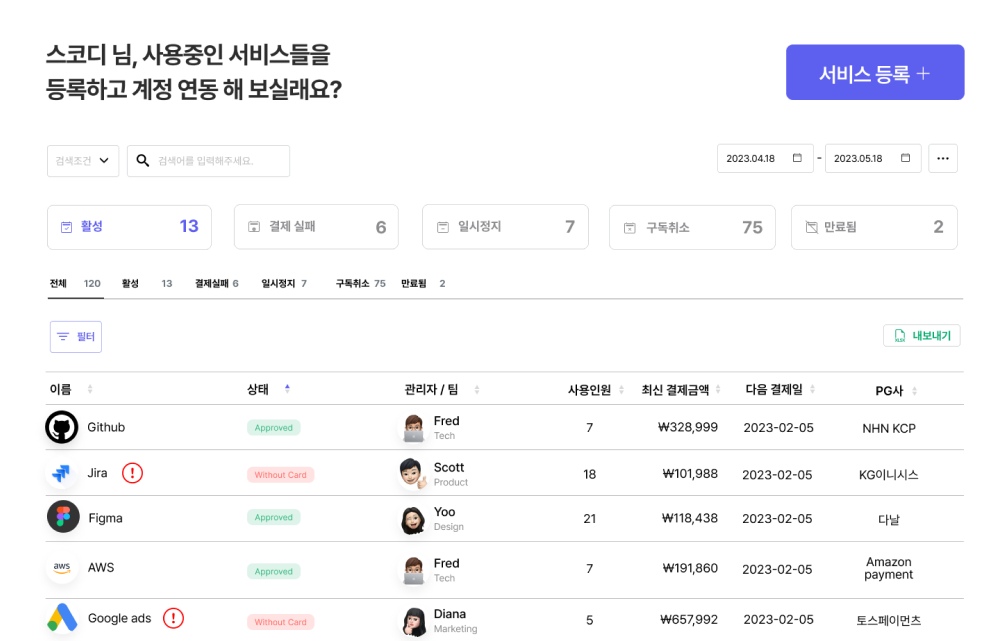 스코디 님, 사용중인 서비스들을
등록하고 계정 연동 해 보실래요?
서비스 등록 +
검색조건
검색어를 입력해주세요.
2023.04.18 - 2023.05.18 ...
활성 13
결제 실패 6
일시정지 7
구독취소 75
만료됨 2
전체 120 활성 13 결제실패 6 일시정지 7 구독취소 75 만료됨 2
필터
XLSX 내보내기
이름 상태 관리자 / 팀 사용인원 최신 결제금액 다음 결제일 PG사
Github Approved Fred 7 ₩328,999 2023-02-05 NHN KCP
Tech
Jira ! Without Card Scott 18 ₩101,988 2023-02-05 KG이니시스
Product
Figma Approved Yoo 21 ₩118,438 2023-02-05 다날
Design
aws AWS Approved Fred 7 ₩191,860 2023-02-05 Amazon
Tech payment
Google ads ! Without Card Diana 5 ₩657,992 2023-02-05 토스페이먼츠
Marketing